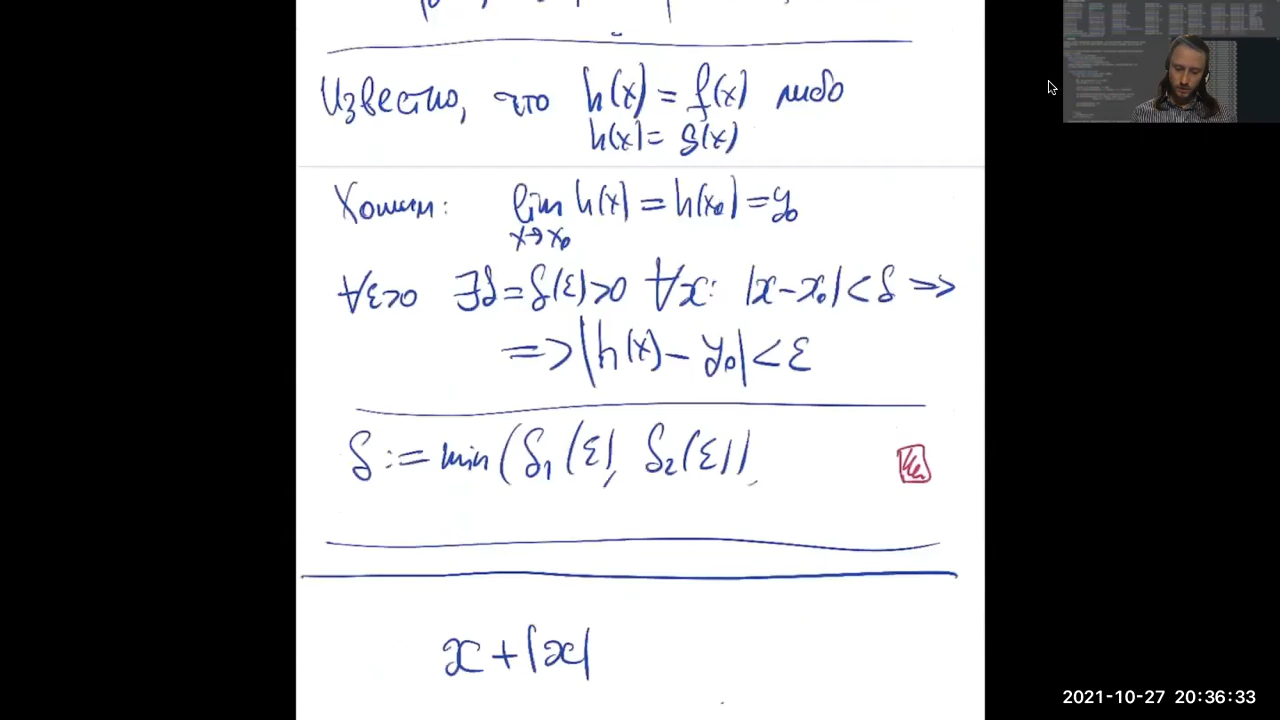 Известно, что h(x) = f(x) либо
h(x) = g(x)
Хотим: lim h(x) = h(x₀) = y₀
x→x₀
∀ε>0 ∃δ = δ(ε)>0 ∀x: |x - x₀| < δ =>
=> |h(x) - y₀| < ε
δ := min(δ₁(ε), δ₂(ε)),
x + |x|
2021-10-27 20:36:33